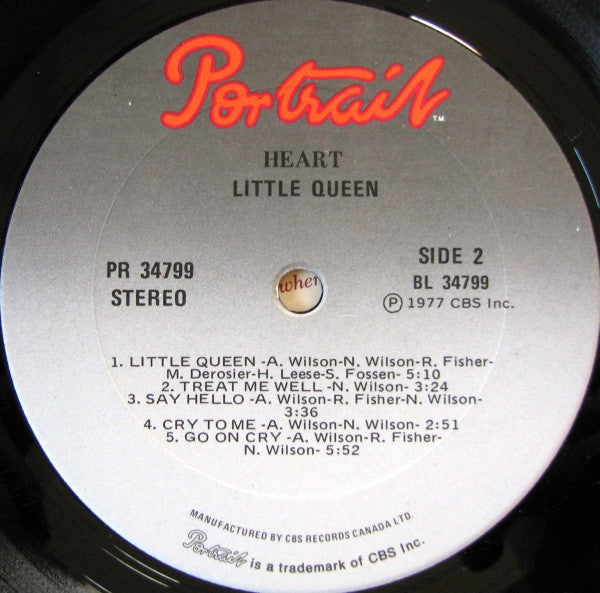 Portrait
T.M.
HEART
LITTLE QUEEN
PR 34799
STEREO
SIDE 2
BL 34799
Ⓟ 1977 CBS Inc.
when
1. LITTLE QUEEN -A. Wilson-N. Wilson-R. Fisher-
M. Derosier-H. Leese-S. Fossen- 5:10
2. TREAT ME WELL -N. Wilson- 3:24
3. SAY HELLO -A. Wilson-R. Fisher-N. Wilson-
3:36
4. CRY TO ME -A. Wilson-N. Wilson- 2:51
5. GO ON CRY -A. Wilson-R. Fisher-
N. Wilson- 5:52
MANUFACTURED BY CBS RECORDS CANADA LTD.
Portrait is a trademark of CBS Inc.